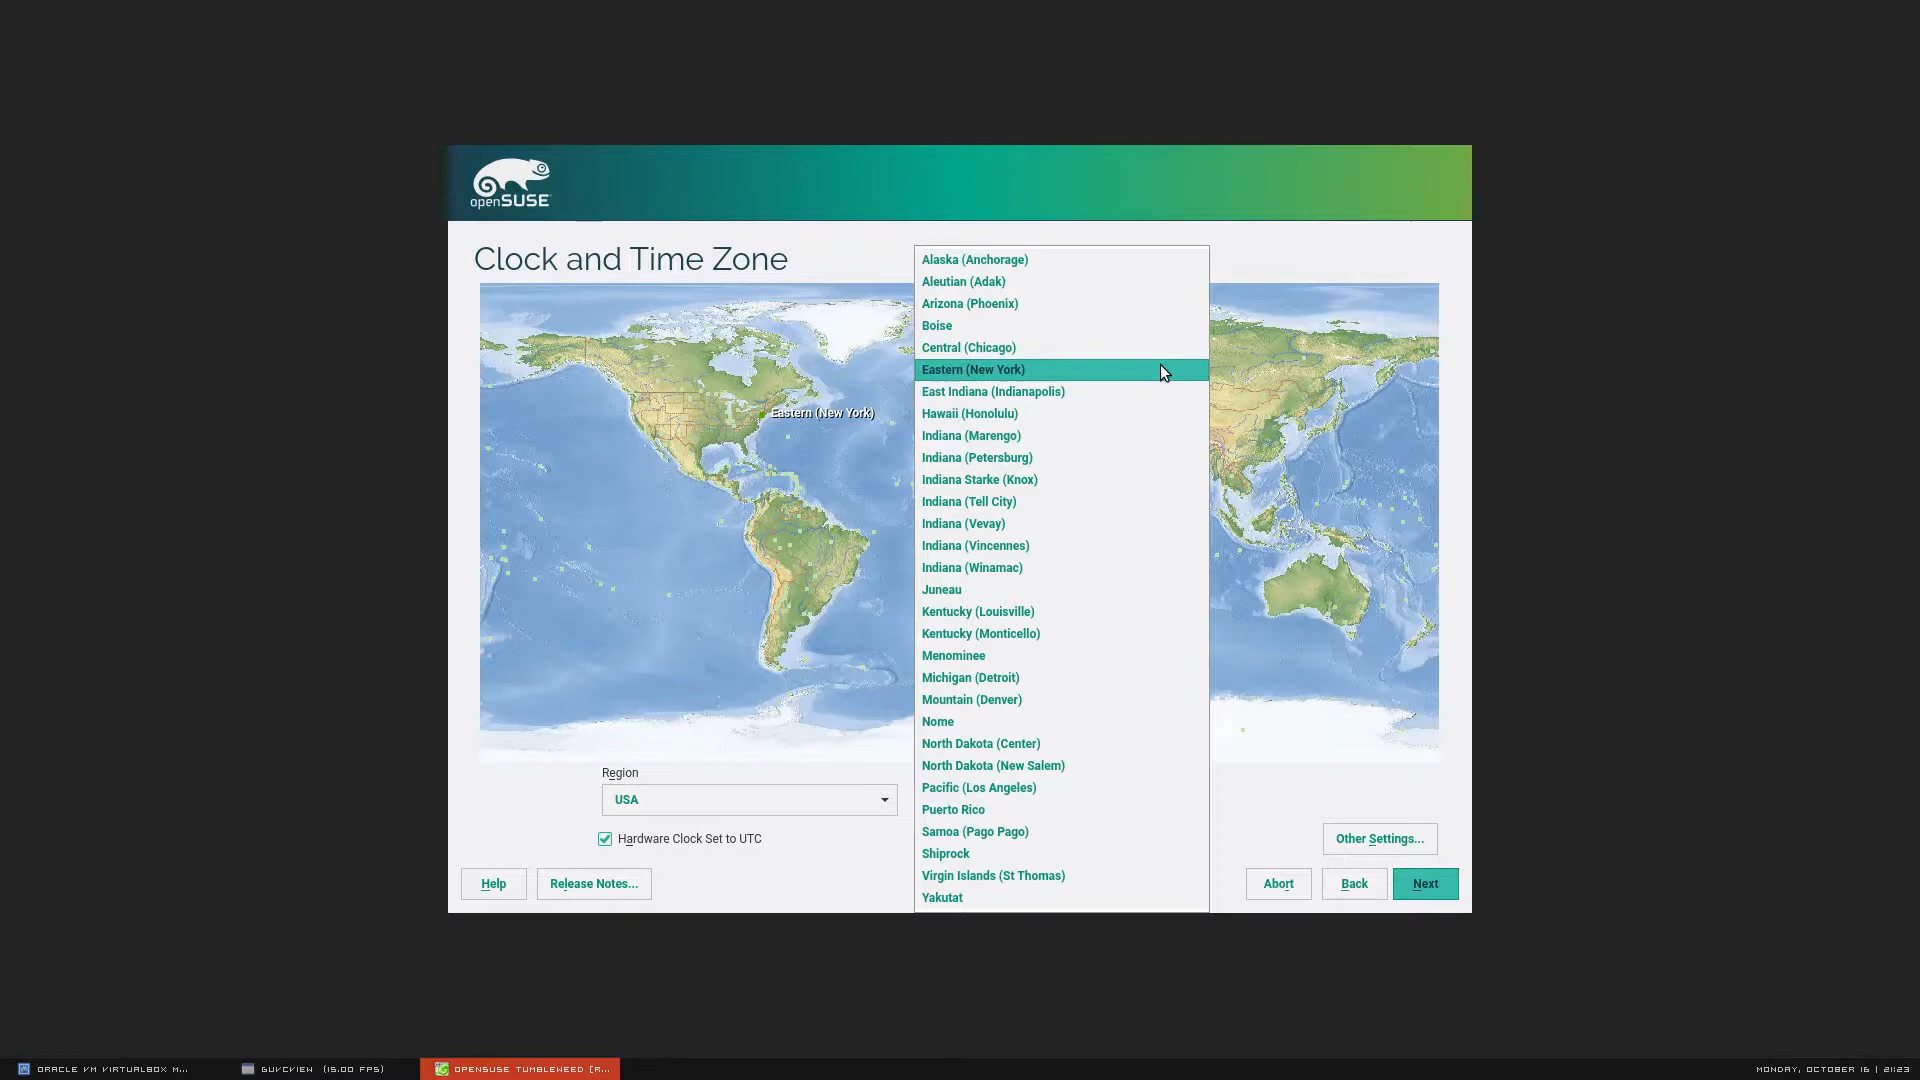 openSUSE
Clock and Time Zone
Alaska (Anchorage)
Aleutian (Adak)
Arizona (Phoenix)
Boise
Central (Chicago)
Eastern (New York)
East Indiana (Indianapolis)
Hawaii (Honolulu)
Indiana (Marengo)
Indiana (Petersburg)
Indiana Starke (Knox)
Indiana (Tell City)
Indiana (Vevay)
Indiana (Vincennes)
Indiana (Winamac)
Juneau
Kentucky (Louisville)
Kentucky (Monticello)
Menominee
Michigan (Detroit)
Mountain (Denver)
Nome
North Dakota (Center)
North Dakota (New Salem)
Pacific (Los Angeles)
Puerto Rico
Samoa (Pago Pago)
Shiprock
Virgin Islands (St Thomas)
Yakutat
Eastern (New York)
Region
USA
Hardware Clock Set to UTC
Other Settings...
Help
Release Notes...
Abort
Back
Next
ORACLE VM VIRTUALBOX M...
GUVCVIEW (15.00 FPS)
OPENSUSE TUMBLEWEED [R...
MONDAY, OCTOBER 16 | 21:23